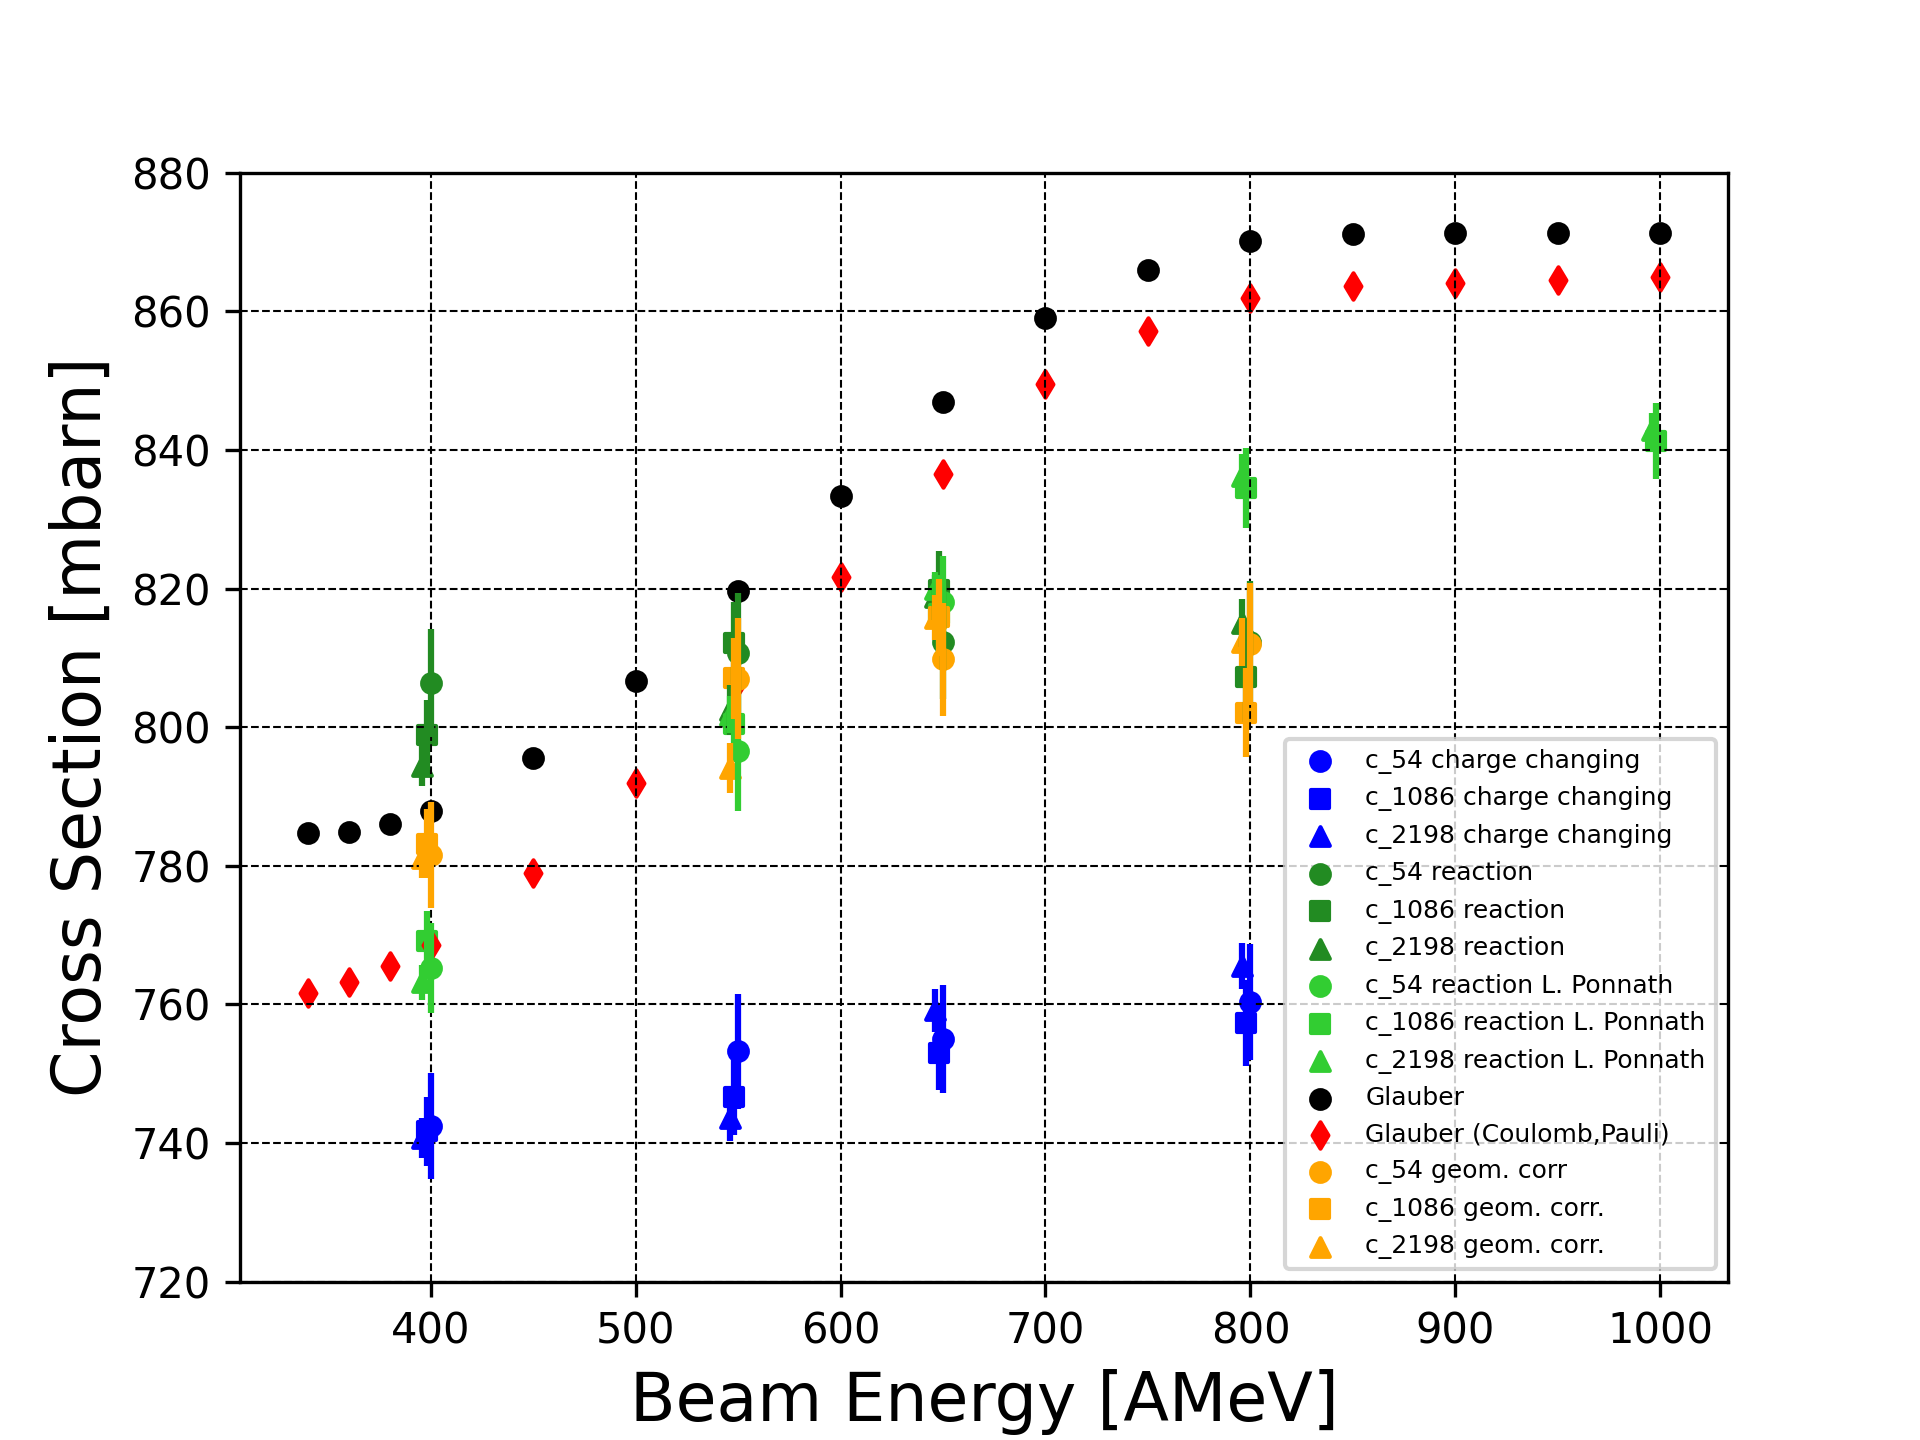 880
860
840
820
800
780
760
740
720
Cross Section [mbarn]
c_54 charge changing
c_1086 charge changing
c_2198 charge changing
c_54 reaction
c_1086 reaction
c_2198 reaction
c_54 reaction L. Ponnath
c_1086 reaction L. Ponnath
c_2198 reaction L. Ponnath
Glauber
Glauber (Coulomb,Pauli)
c_54 geom. corr
c_1086 geom. corr.
c_2198 geom. corr.
400 500 600 700 800 900 1000
Beam Energy [AMeV]